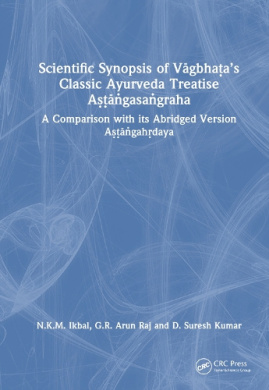 Scientific Synopsis of Vāgbhaṭa's
Classic Ayurveda Treatise
Aṣṭāṅgasaṅgraha
A Comparison with its Abridged Version
Aṣṭāṅgahṛdaya
N.K.M. Ikbal, G.R. Arun Raj and D. Suresh Kumar
CRC Press
Taylor & Francis Group